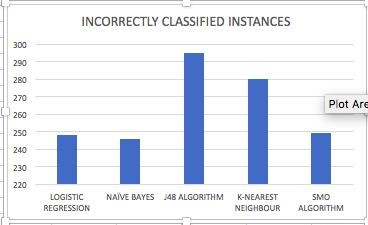 INCORRECTLY CLASSIFIED INSTANCES
300
290
280
270
260
250
240
230
220
LOGISTIC REGRESSION
NAÏVE BAYES
J48 ALGORITHM
K-NEAREST NEIGHBOUR
SMO ALGORITHM
Plot Are